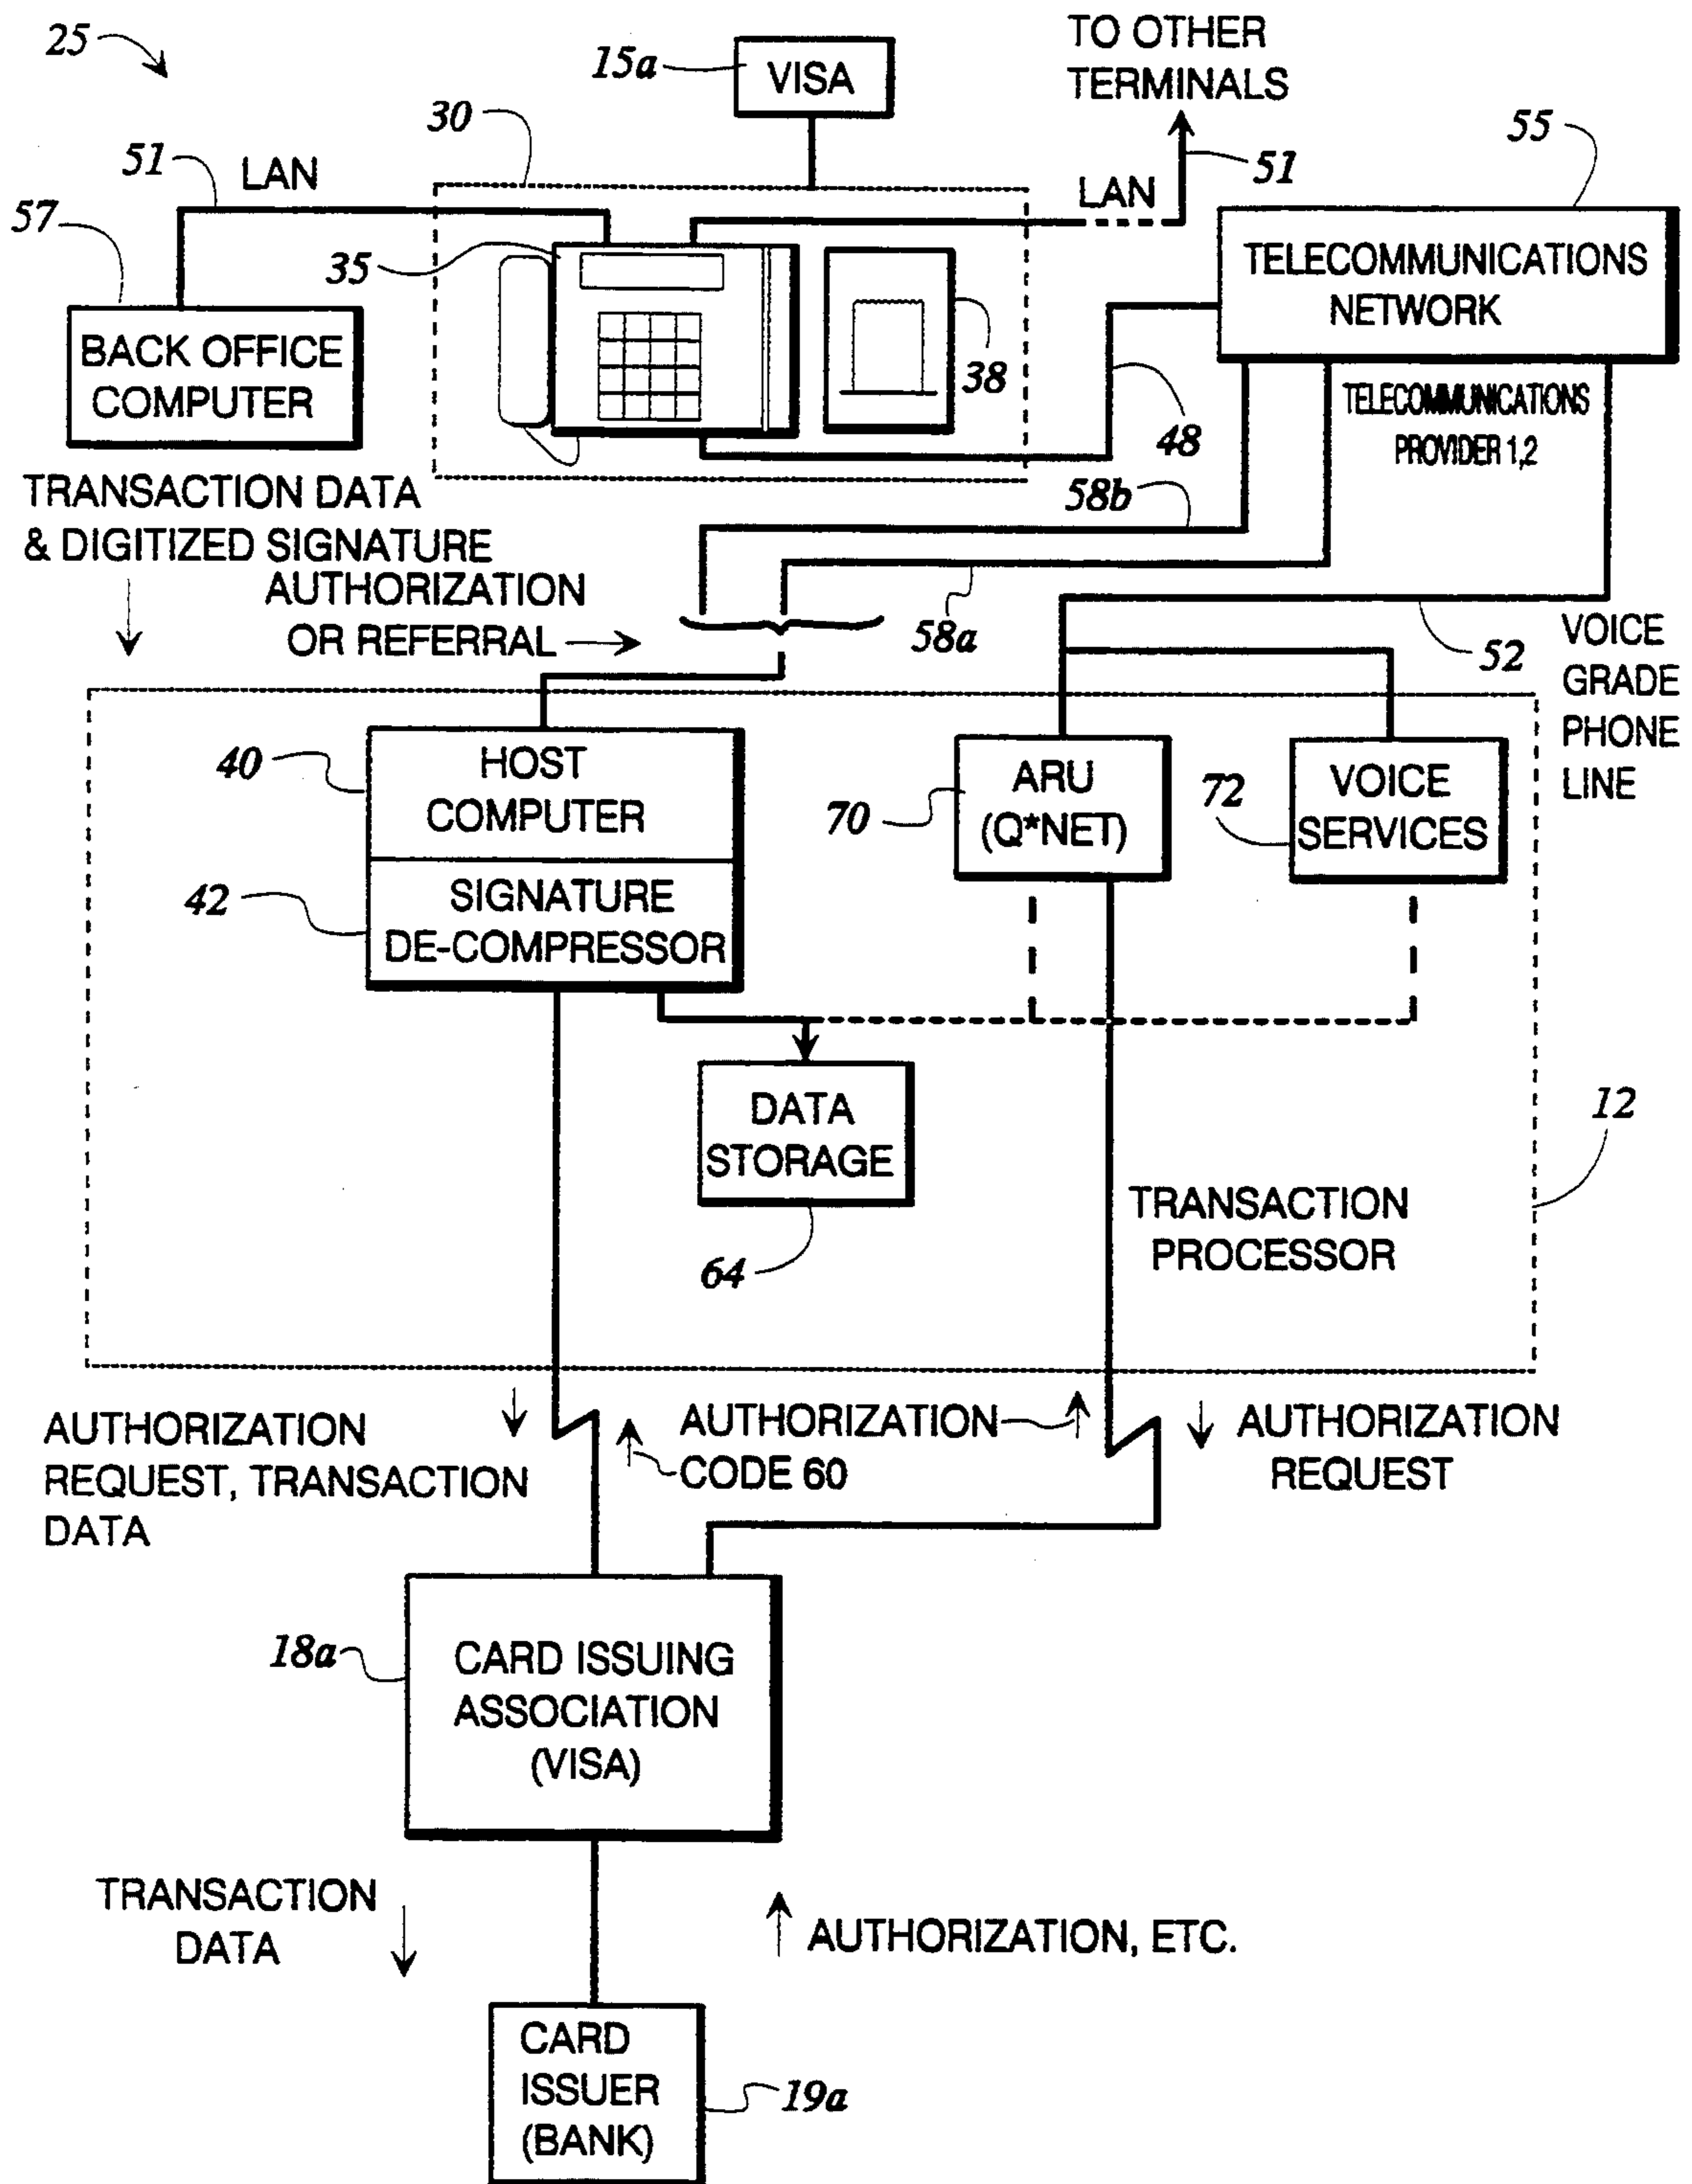 25
15a
VISA
TO OTHER
TERMINALS
30
55
51
LAN
51
LAN
57
35
TELECOMMUNICATIONS
NETWORK
BACK OFFICE
COMPUTER
38
48
TELECOMMUNICATIONS
PROVIDER 1,2
TRANSACTION DATA
& DIGITIZED SIGNATURE
58b
AUTHORIZATION
OR REFERRAL
58a
52
VOICE
GRADE
PHONE
LINE
40
HOST
COMPUTER
70
ARU
(Q*NET)
72
VOICE
SERVICES
42
SIGNATURE
DE-COMPRESSOR
DATA
STORAGE
64
12
TRANSACTION
PROCESSOR
AUTHORIZATION
REQUEST, TRANSACTION
DATA
AUTHORIZATION
CODE 60
AUTHORIZATION
REQUEST
18a
CARD ISSUING
ASSOCIATION
(VISA)
TRANSACTION
DATA
AUTHORIZATION, ETC.
CARD
ISSUER
(BANK)
19a